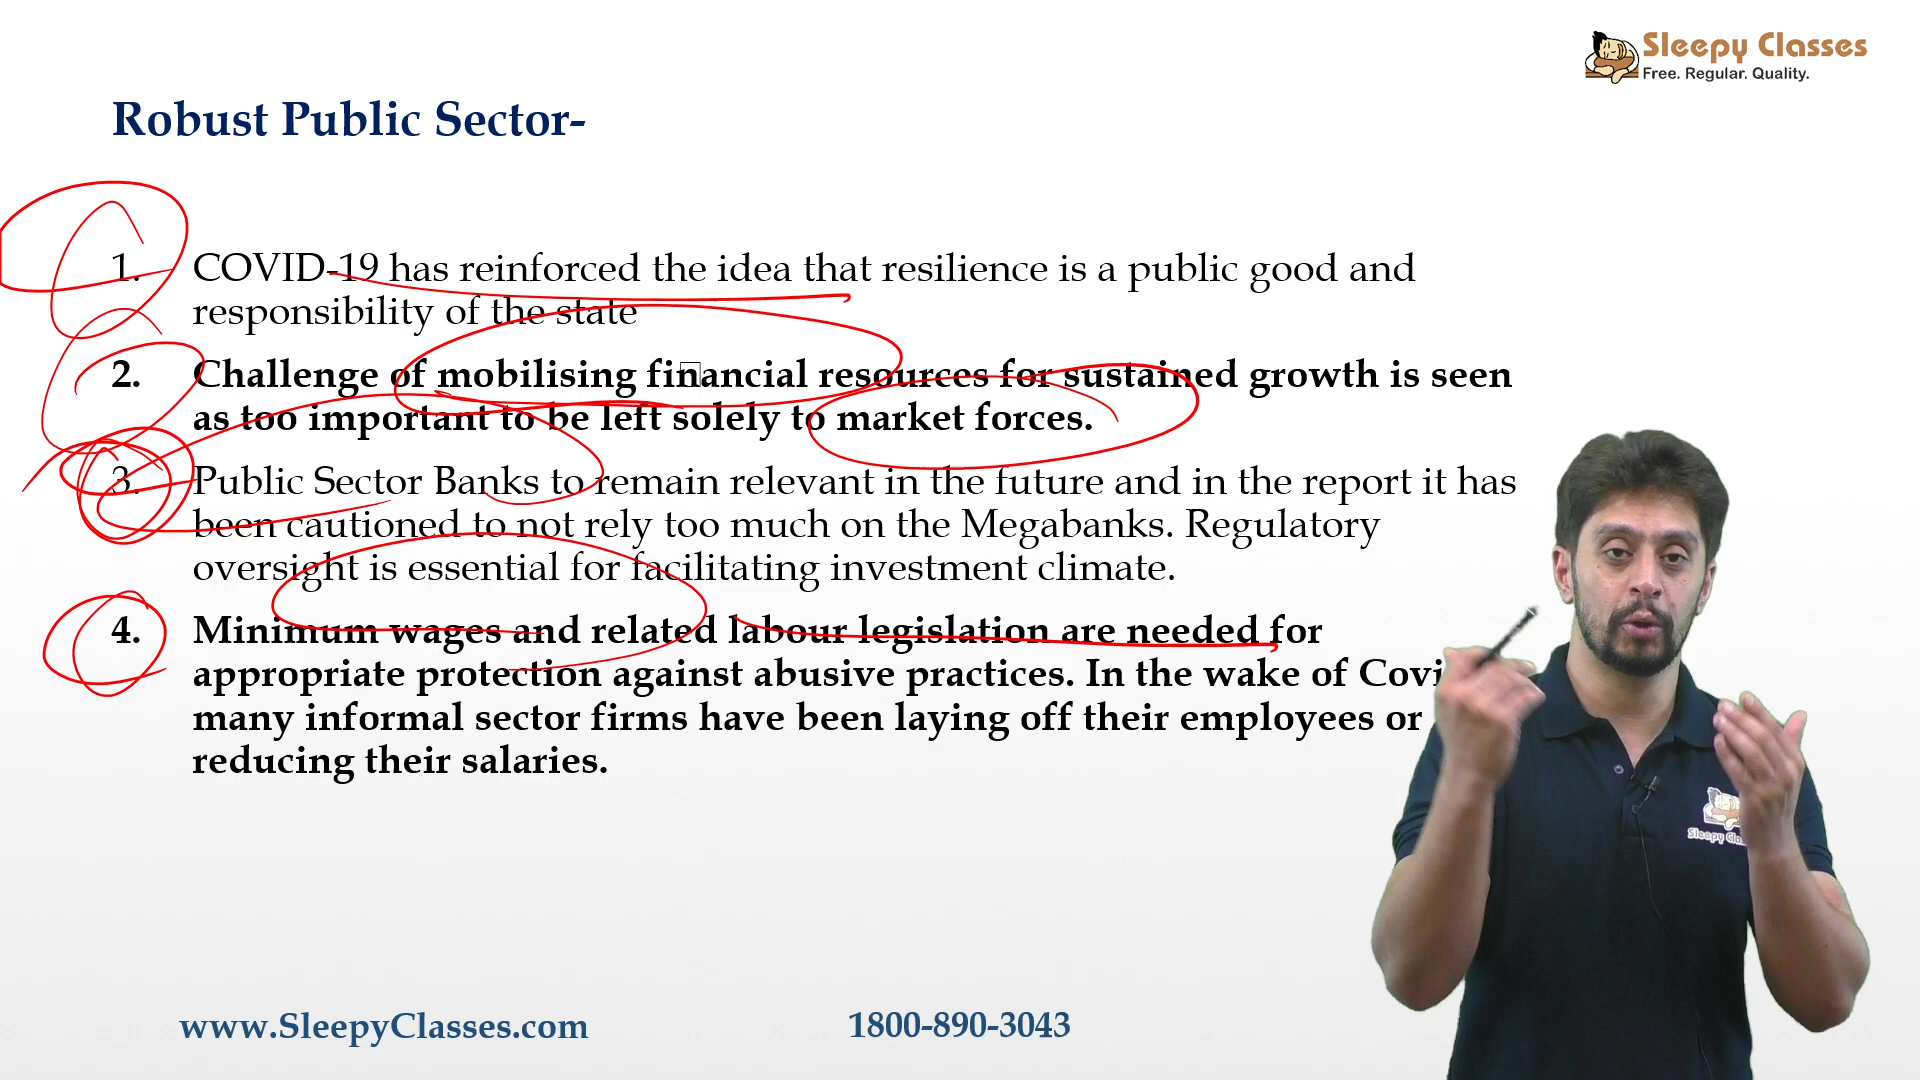 Sleepy Classes
Free. Regular. Quality.
Robust Public Sector-
1. COVID-19 has reinforced the idea that resilience is a public good and
responsibility of the state
2. Challenge of mobilising financial resources for sustained growth is seen
as too important to be left solely to market forces.
3. Public Sector Banks to remain relevant in the future and in the report it has
been cautioned to not rely too much on the Megabanks. Regulatory
oversight is essential for facilitating investment climate.
4. Minimum wages and related labour legislation are needed for
appropriate protection against abusive practices. In the wake of Covi
many informal sector firms have been laying off their employees or
reducing their salaries.
Sleepy Cla
www.SleepyClasses.com
1800-890-3043